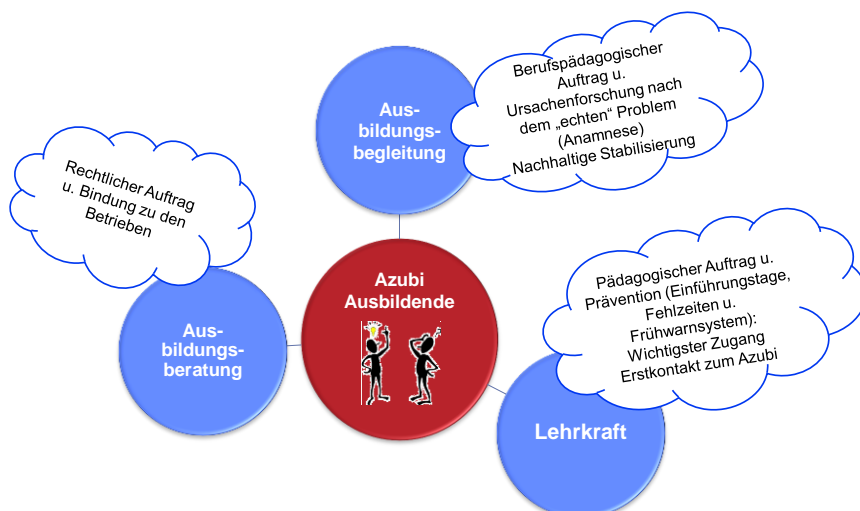 Berufspädagogischer
Auftrag u.
Ursachenforschung nach
dem „echten“ Problem
(Anamnese)
Nachhaltige Stabilisierung
Aus-
bildungs-
begleitung
Rechtlicher Auftrag
u. Bindung zu den
Betrieben
Azubi
Ausbildende
Aus-
bildungs-
beratung
Pädagogischer Auftrag u.
Prävention (Einführungstage,
Fehlzeiten u.
Frühwarnsystem):
Wichtigster Zugang
Erstkontakt zum Azubi
Lehrkraft